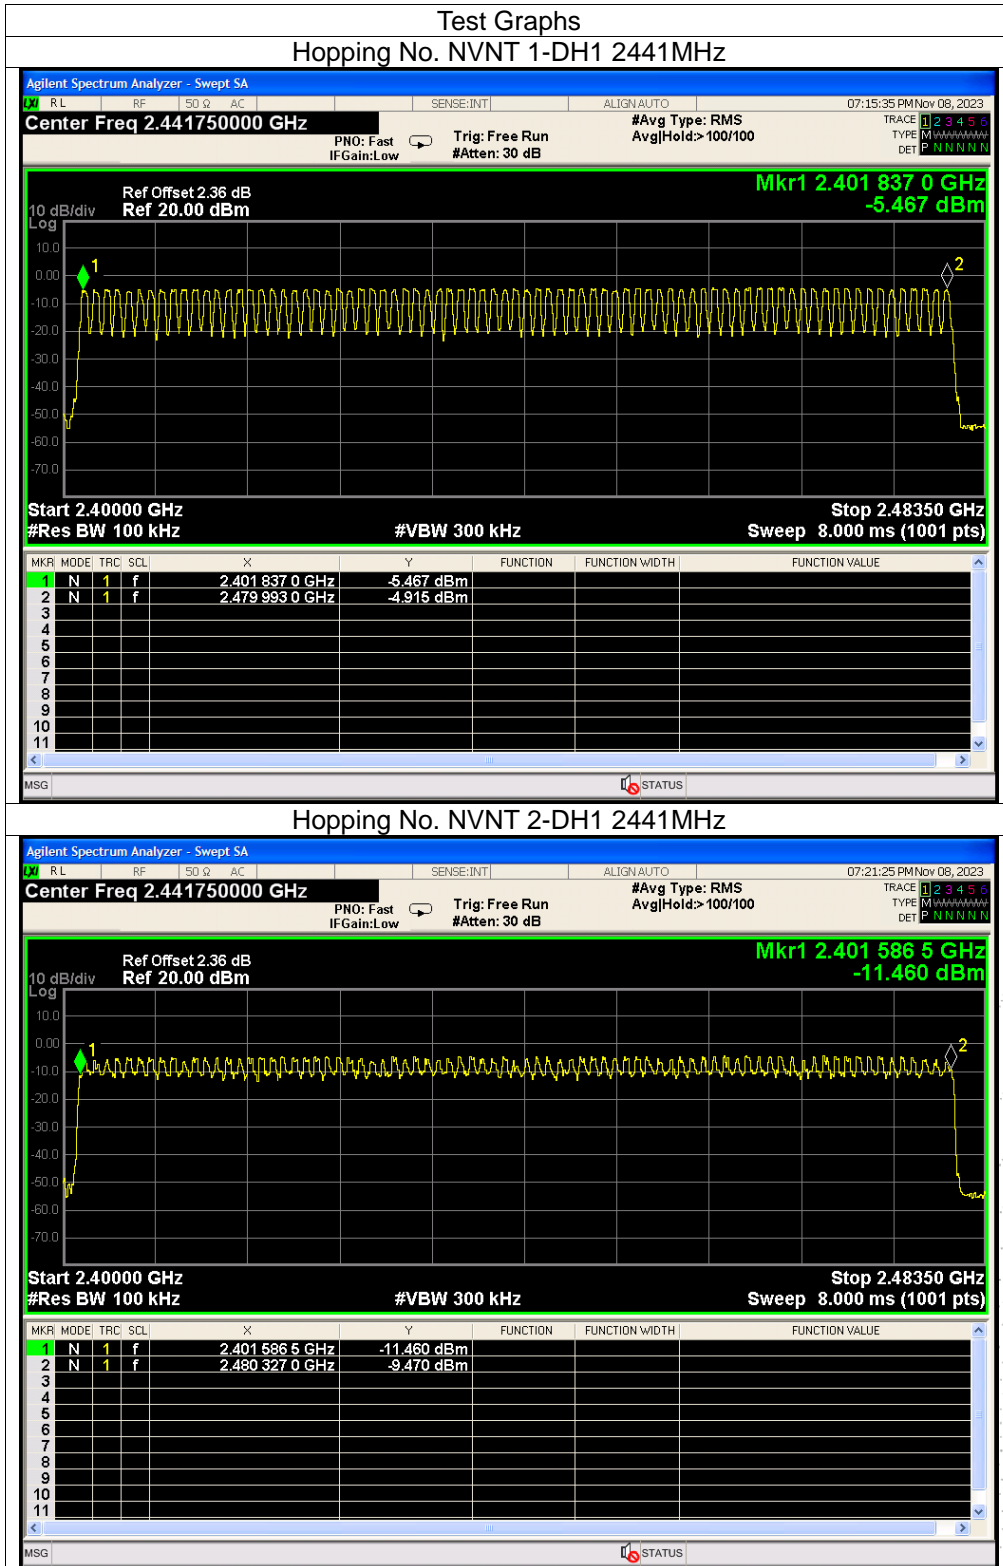 Test Graphs
Hopping No. NVNT 1-DH1 2441MHz
Agilent Spectrum Analyzer - Swept SA
LXI RL RF 50 Ω AC SENSE:INT ALIGN AUTO 07:15:35 PM Nov 08, 2023
Center Freq 2.441750000 GHz #Avg Type: RMS TRACE 1 2 3 4 5 6
PNO: Fast Trig: Free Run Avg|Hold:>100/100 TYPE MWWWWW
IFGain:Low #Atten: 30 dB DET P N N N N N
Mkr1 2.401 837 0 GHz
Ref Offset 2.36 dB
10 dB/div Ref 20.00 dBm -5.467 dBm
Log
10.0
1 2
0.00
-10.0
-20.0
-30.0
-40.0
-50.0
-60.0
-70.0
Start 2.40000 GHz Stop 2.48350 GHz
#Res BW 100 kHz #VBW 300 kHz Sweep 8.000 ms (1001 pts)
MKR MODE TRC SCL X Y FUNCTION FUNCTION WIDTH FUNCTION VALUE
1 N 1 f 2.401 837 0 GHz -5.467 dBm
2 N 1 f 2.479 993 0 GHz -4.915 dBm
3
4
5
6
7
8
9
10
11
MSG STATUS
Hopping No. NVNT 2-DH1 2441MHz
Agilent Spectrum Analyzer - Swept SA
LXI RL RF 50 Ω AC SENSE:INT ALIGN AUTO 07:21:25 PM Nov 08, 2023
Center Freq 2.441750000 GHz #Avg Type: RMS TRACE 1 2 3 4 5 6
PNO: Fast Trig: Free Run Avg|Hold:>100/100 TYPE MWWWWW
IFGain:Low #Atten: 30 dB DET P N N N N N
Mkr1 2.401 586 5 GHz
Ref Offset 2.36 dB
10 dB/div Ref 20.00 dBm -11.460 dBm
Log
10.0
0.00
1 2
-10.0
-20.0
-30.0
-40.0
-50.0
-60.0
-70.0
Start 2.40000 GHz Stop 2.48350 GHz
#Res BW 100 kHz #VBW 300 kHz Sweep 8.000 ms (1001 pts)
MKR MODE TRC SCL X Y FUNCTION FUNCTION WIDTH FUNCTION VALUE
1 N 1 f 2.401 586 5 GHz -11.460 dBm
2 N 1 f 2.480 327 0 GHz -9.470 dBm
3
4
5
6
7
8
9
10
11
MSG STATUS